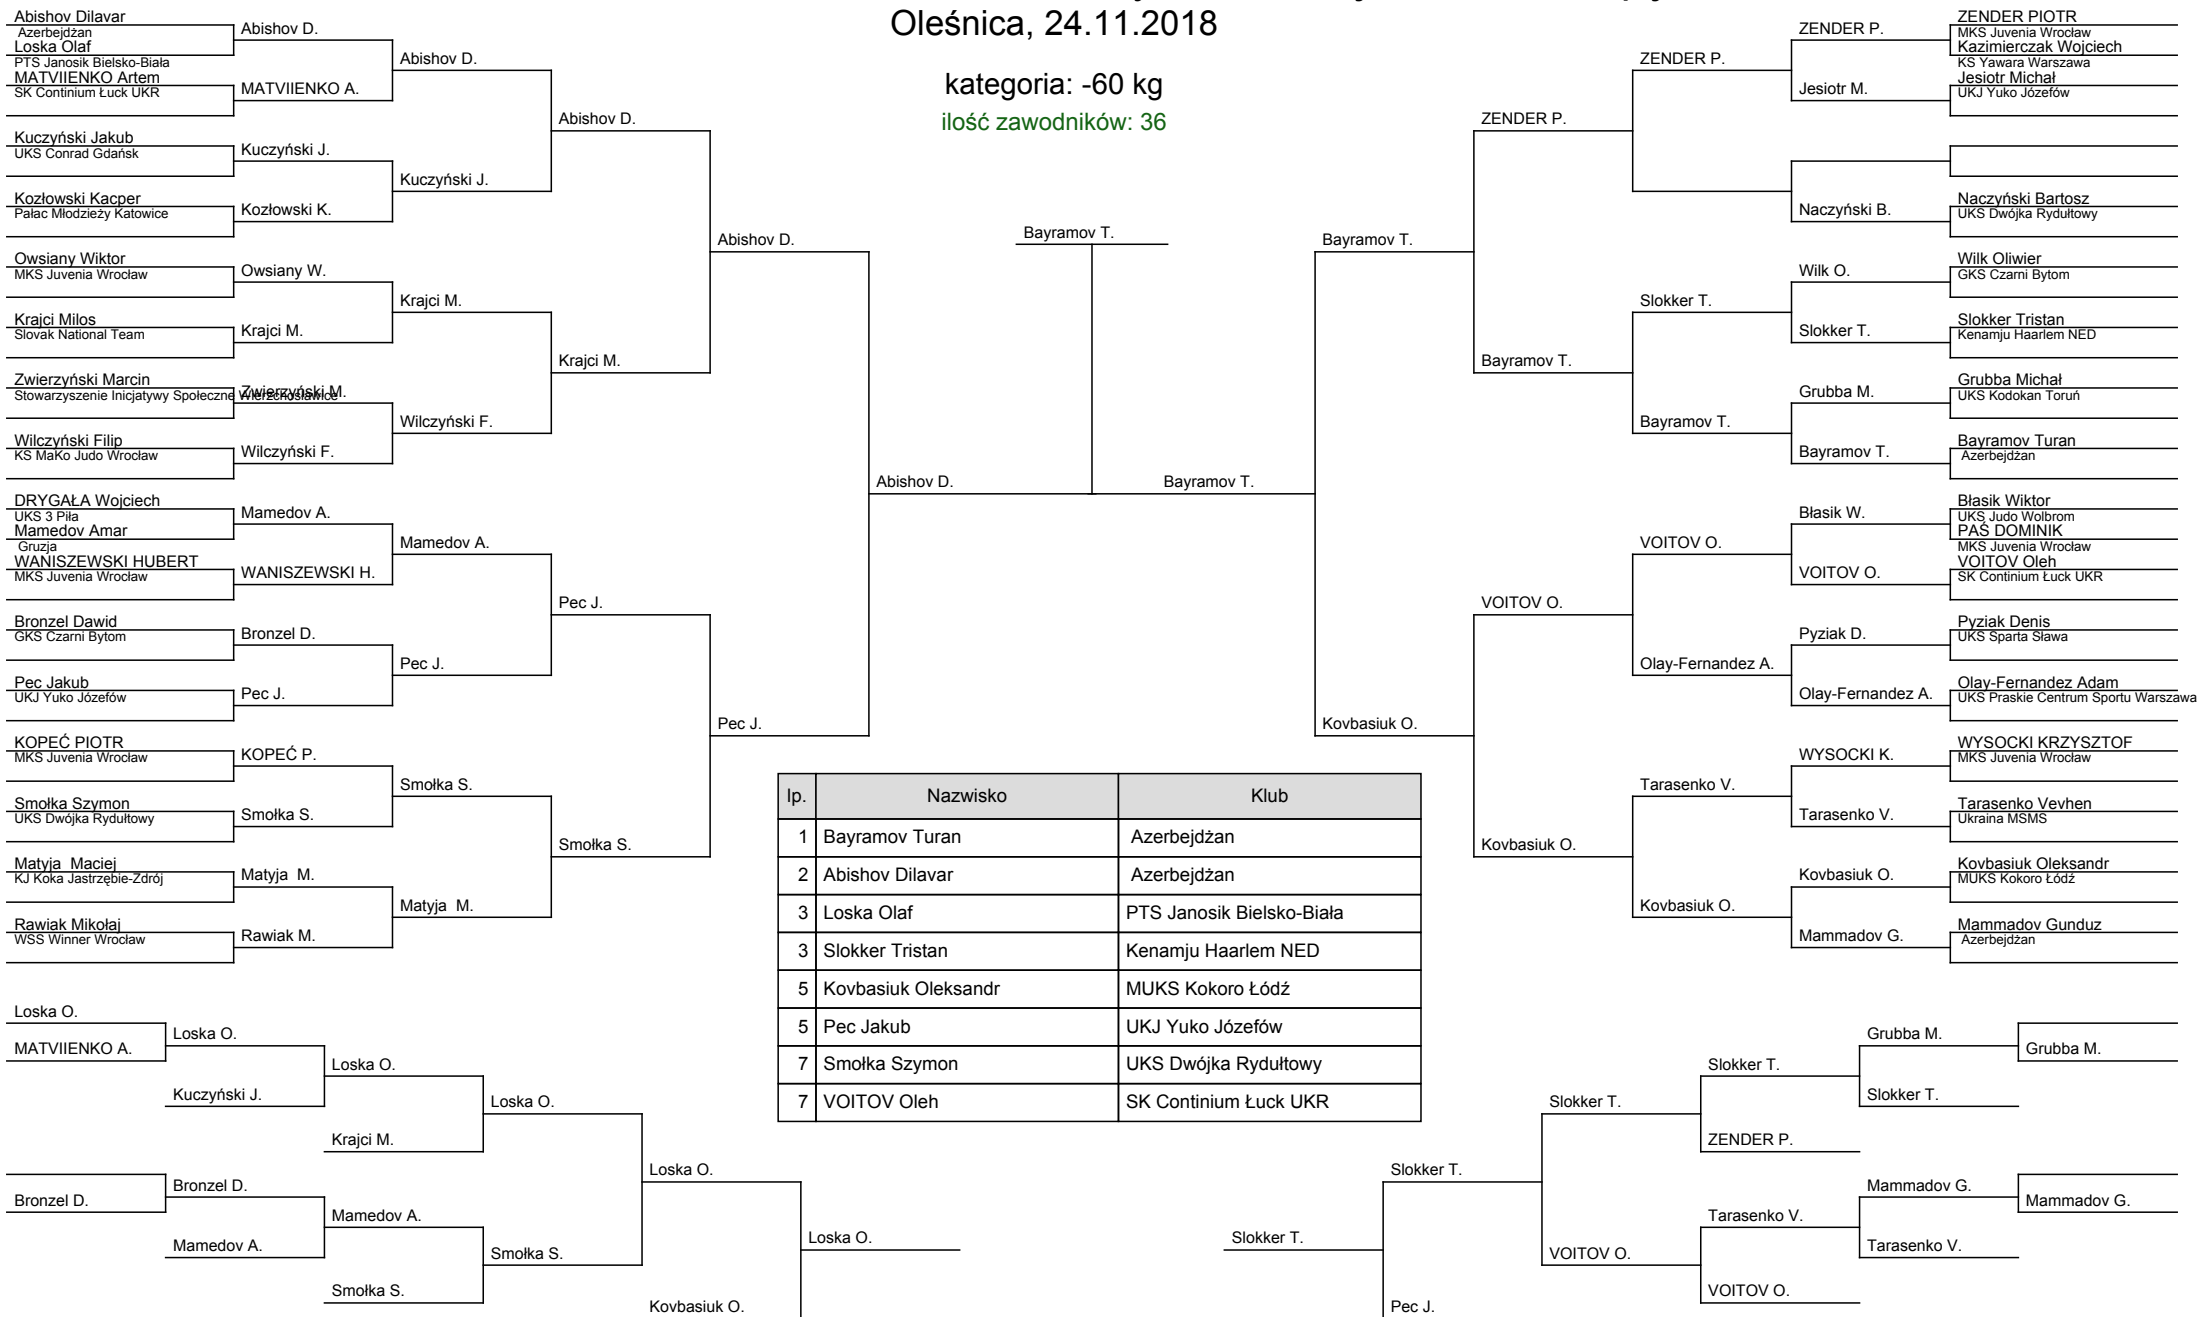 Oleśnica, 24.11.2018
kategoria: -60 kg
ilość zawodników: 36
Abishov Dilavar
Azerbejdżan
Loska Olaf
PTS Janosik Bielsko-Biała
MATVIIENKO Artem
SK Continium Łuck UKR
Kuczyński Jakub
UKS Conrad Gdańsk
Kozłowski Kacper
Pałac Młodzieży Katowice
Owsiany Wiktor
MKS Juvenia Wrocław
Krajci Milos
Slovak National Team
Zwierzyński Marcin
Stowarzyszenie Inicjatywy Społeczne Wierzchosławice
Wilczyński Filip
KS MaKo Judo Wrocław
DRYGAŁA Wojciech
UKS 3 Piła
Mamedov Amar
Gruzja
WANISZEWSKI HUBERT
MKS Juvenia Wrocław
Bronzel Dawid
GKS Czarni Bytom
Pec Jakub
UKJ Yuko Józefów
KOPEĆ PIOTR
MKS Juvenia Wrocław
Smołka Szymon
UKS Dwójka Rydułtowy
Matyja  Maciej
KJ Koka Jastrzębie-Zdrój
Rawiak Mikołaj
WSS Winner Wrocław
Abishov D.
MATVIIENKO A.
Kuczyński J.
Kozłowski K.
Owsiany W.
Krajci M.
Zwierzyński M.
Wilczyński F.
Mamedov A.
WANISZEWSKI H.
Bronzel D.
Pec J.
KOPEĆ P.
Smołka S.
Matyja  M.
Rawiak M.
Abishov D.
Kuczyński J.
Krajci M.
Wilczyński F.
Mamedov A.
Pec J.
Smołka S.
Matyja  M.
Abishov D.
Krajci M.
Pec J.
Smołka S.
Abishov D.
Pec J.
Abishov D.
Bayramov T.
Bayramov T.
Bayramov T.
Kovbasiuk O.
ZENDER P.
Bayramov T.
VOITOV O.
Kovbasiuk O.
ZENDER P.
Slokker T.
Bayramov T.
VOITOV O.
Olay-Fernandez A.
Tarasenko V.
Kovbasiuk O.
ZENDER P.
Jesiotr M.
Naczyński B.
Wilk O.
Slokker T.
Grubba M.
Bayramov T.
Błasik W.
VOITOV O.
Pyziak D.
Olay-Fernandez A.
WYSOCKI K.
Tarasenko V.
Kovbasiuk O.
Mammadov G.
ZENDER PIOTR
MKS Juvenia Wrocław
Kazimierczak Wojciech
KS Yawara Warszawa
Jesiotr Michał
UKJ Yuko Józefów
Naczyński Bartosz
UKS Dwójka Rydułtowy
Wilk Oliwier
GKS Czarni Bytom
Slokker Tristan
Kenamju Haarlem NED
Grubba Michał
UKS Kodokan Toruń
Bayramov Turan
Azerbejdżan
Błasik Wiktor
UKS Judo Wolbrom
PAŚ DOMINIK
MKS Juvenia Wrocław
VOITOV Oleh
SK Continium Łuck UKR
Pyziak Denis
UKS Sparta Sława
Olay-Fernandez Adam
UKS Praskie Centrum Sportu Warszawa
WYSOCKI KRZYSZTOF
MKS Juvenia Wrocław
Tarasenko Vevhen
Ukraina MSMS
Kovbasiuk Oleksandr
MUKS Kokoro Łódź
Mammadov Gunduz
Azerbejdżan
lp. Nazwisko Klub
1 Bayramov Turan Azerbejdżan
2 Abishov Dilavar Azerbejdżan
3 Loska Olaf PTS Janosik Bielsko-Biała
3 Slokker Tristan Kenamju Haarlem NED
5 Kovbasiuk Oleksandr MUKS Kokoro Łódź
5 Pec Jakub UKJ Yuko Józefów
7 Smołka Szymon UKS Dwójka Rydułtowy
7 VOITOV Oleh SK Continium Łuck UKR
Loska O.
MATVIIENKO A.
Bronzel D.
Loska O.
Kuczyński J.
Bronzel D.
Mamedov A.
Loska O.
Krajci M.
Mamedov A.
Smołka S.
Loska O.
Smołka S.
Loska O.
Kovbasiuk O.
Loska O.
Slokker T.
Slokker T.
Pec J.
Slokker T.
VOITOV O.
Slokker T.
ZENDER P.
Tarasenko V.
VOITOV O.
Grubba M.
Slokker T.
Mammadov G.
Tarasenko V.
Grubba M.
Mammadov G.